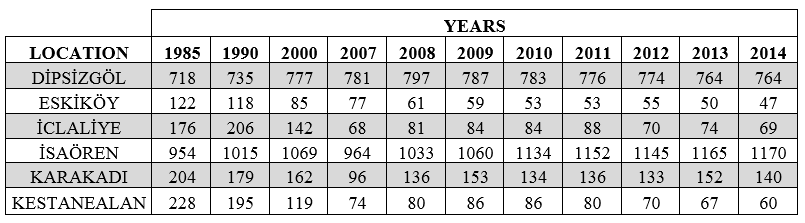 YEARS
LOCATION 1985 1990 2000 2007 2008 2009 2010 2011 2012 2013 2014
DİPSİZGÖL 718 735 777 781 797 787 783 776 774 764 764
ESKİKÖY 122 118 85 77 61 59 53 53 55 50 47
İCLALİYE 176 206 142 68 81 84 84 88 70 74 69
İSAÖREN 954 1015 1069 964 1033 1060 1134 1152 1145 1165 1170
KARAKADI 204 179 162 96 136 153 134 136 133 152 140
KESTANEALAN 228 195 119 74 80 86 86 80 70 67 60